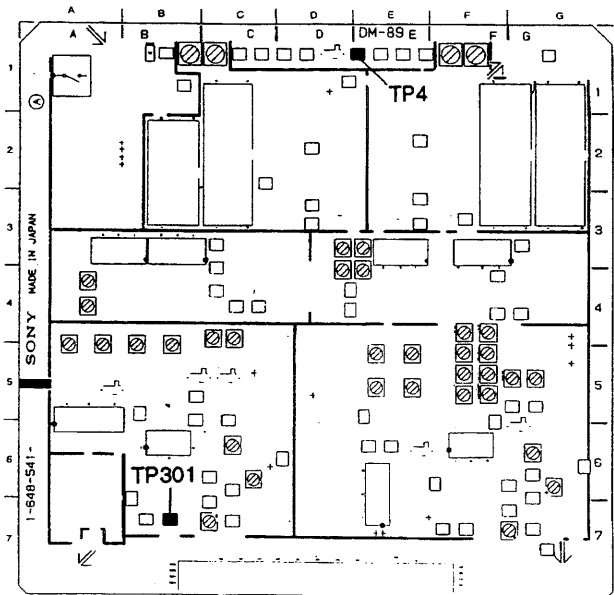 A B C D E F G
A B C D DM-89 E F G
1 1
TP4
A
2 2
3 3
4 4
SONY MADE IN JAPAN
5 5
6 6
TP301
1-648-541-
7 7